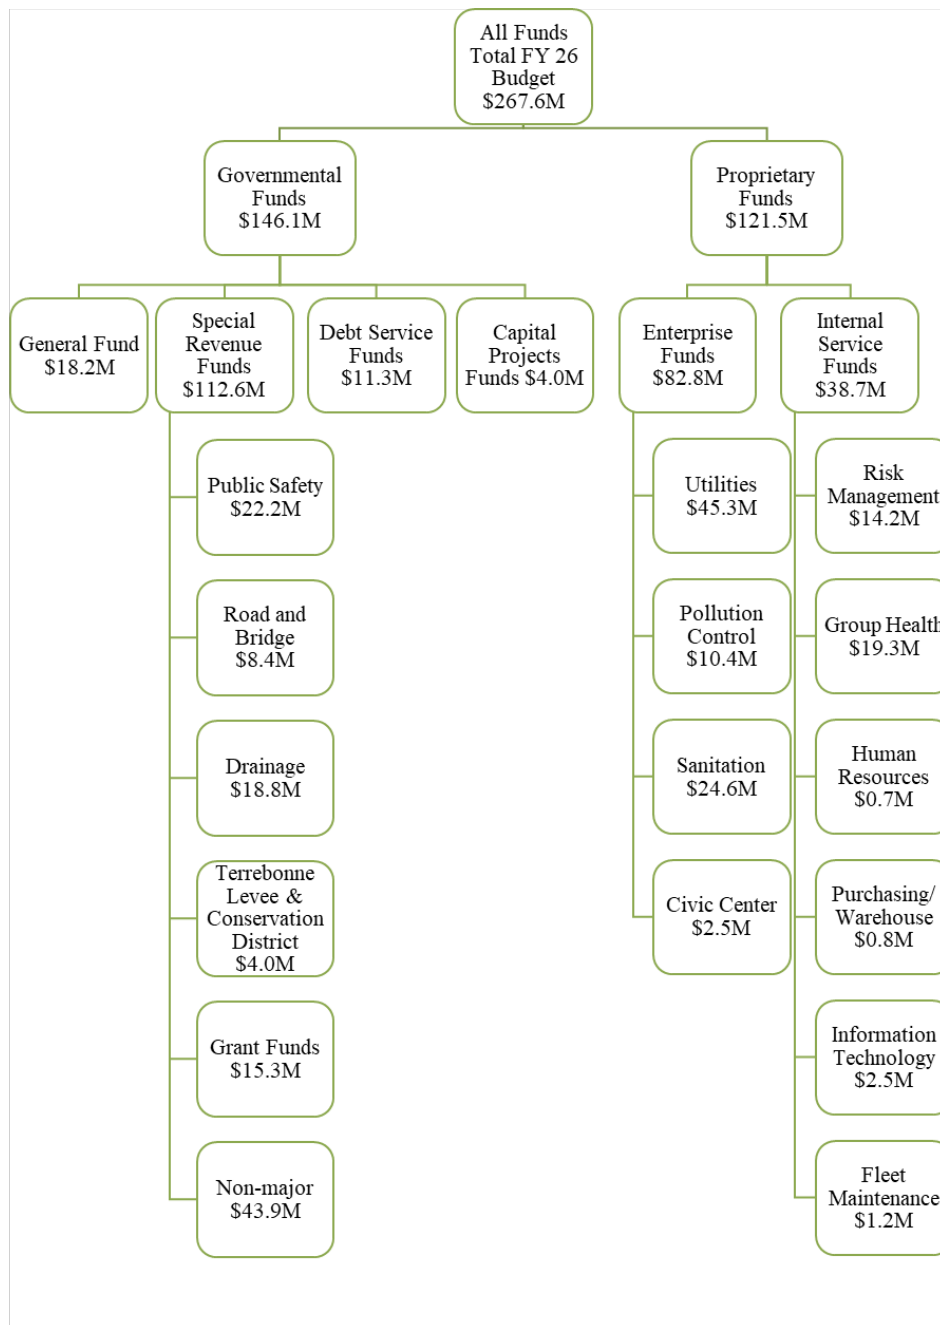 All Funds
Total FY 26
Budget
$267.6M
Governmental
Funds
$146.1M
Proprietary
Funds
$121.5M
General Fund
$18.2M
Special
Revenue
Funds
$112.6M
Debt Service
Funds
$11.3M
Capital
Projects
Funds $4.0M
Enterprise
Funds
$82.8M
Internal
Service
Funds
$38.7M
Public Safety
$22.2M
Road and
Bridge
$8.4M
Drainage
$18.8M
Terrebonne
Levee &
Conservation
District
$4.0M
Grant Funds
$15.3M
Non-major
$43.9M
Utilities
$45.3M
Pollution
Control
$10.4M
Sanitation
$24.6M
Civic Center
$2.5M
Risk
Management
$14.2M
Group Health
$19.3M
Human
Resources
$0.7M
Purchasing/
Warehouse
$0.8M
Information
Technology
$2.5M
Fleet
Maintenance
$1.2M